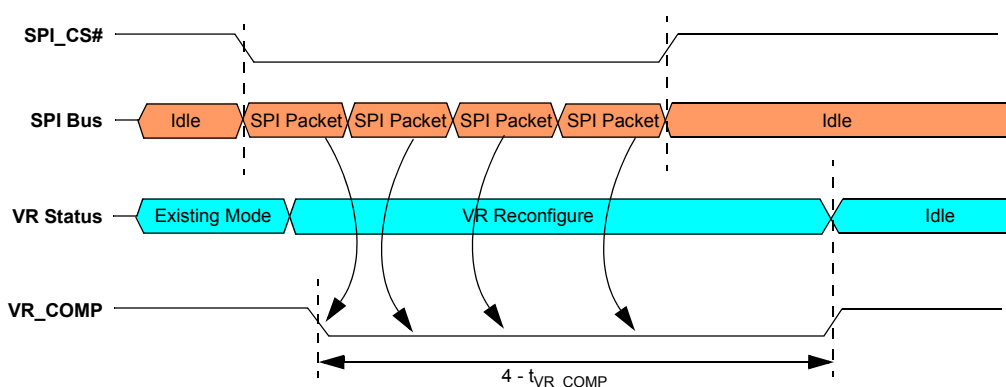 SPI_CS#
SPI Bus Idle SPI Packet SPI Packet SPI Packet SPI Packet Idle
VR Status Existing Mode VR Reconfigure Idle
VR_COMP
4 - tVR_COMP